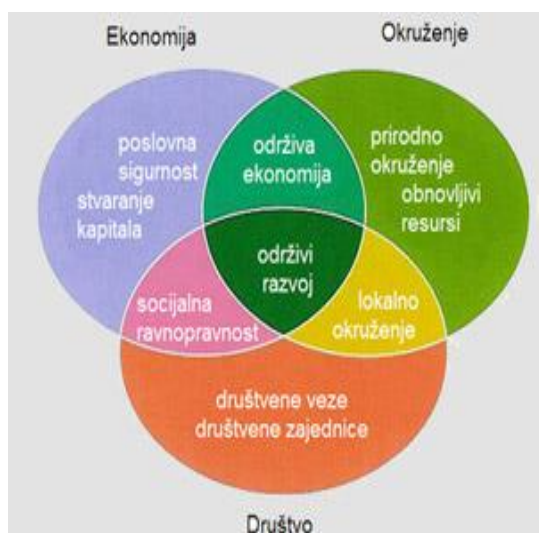 Ekonomija
Okruženje
poslovna
sigurnost
stvaranje
kapitala
održiva
ekonomija
prirodno
okruženje
obnovljivi
resursi
održivi
razvoj
socijalna
ravnopravnost
lokalno
okruženje
društvene veze
društvene zajednice
Društvo